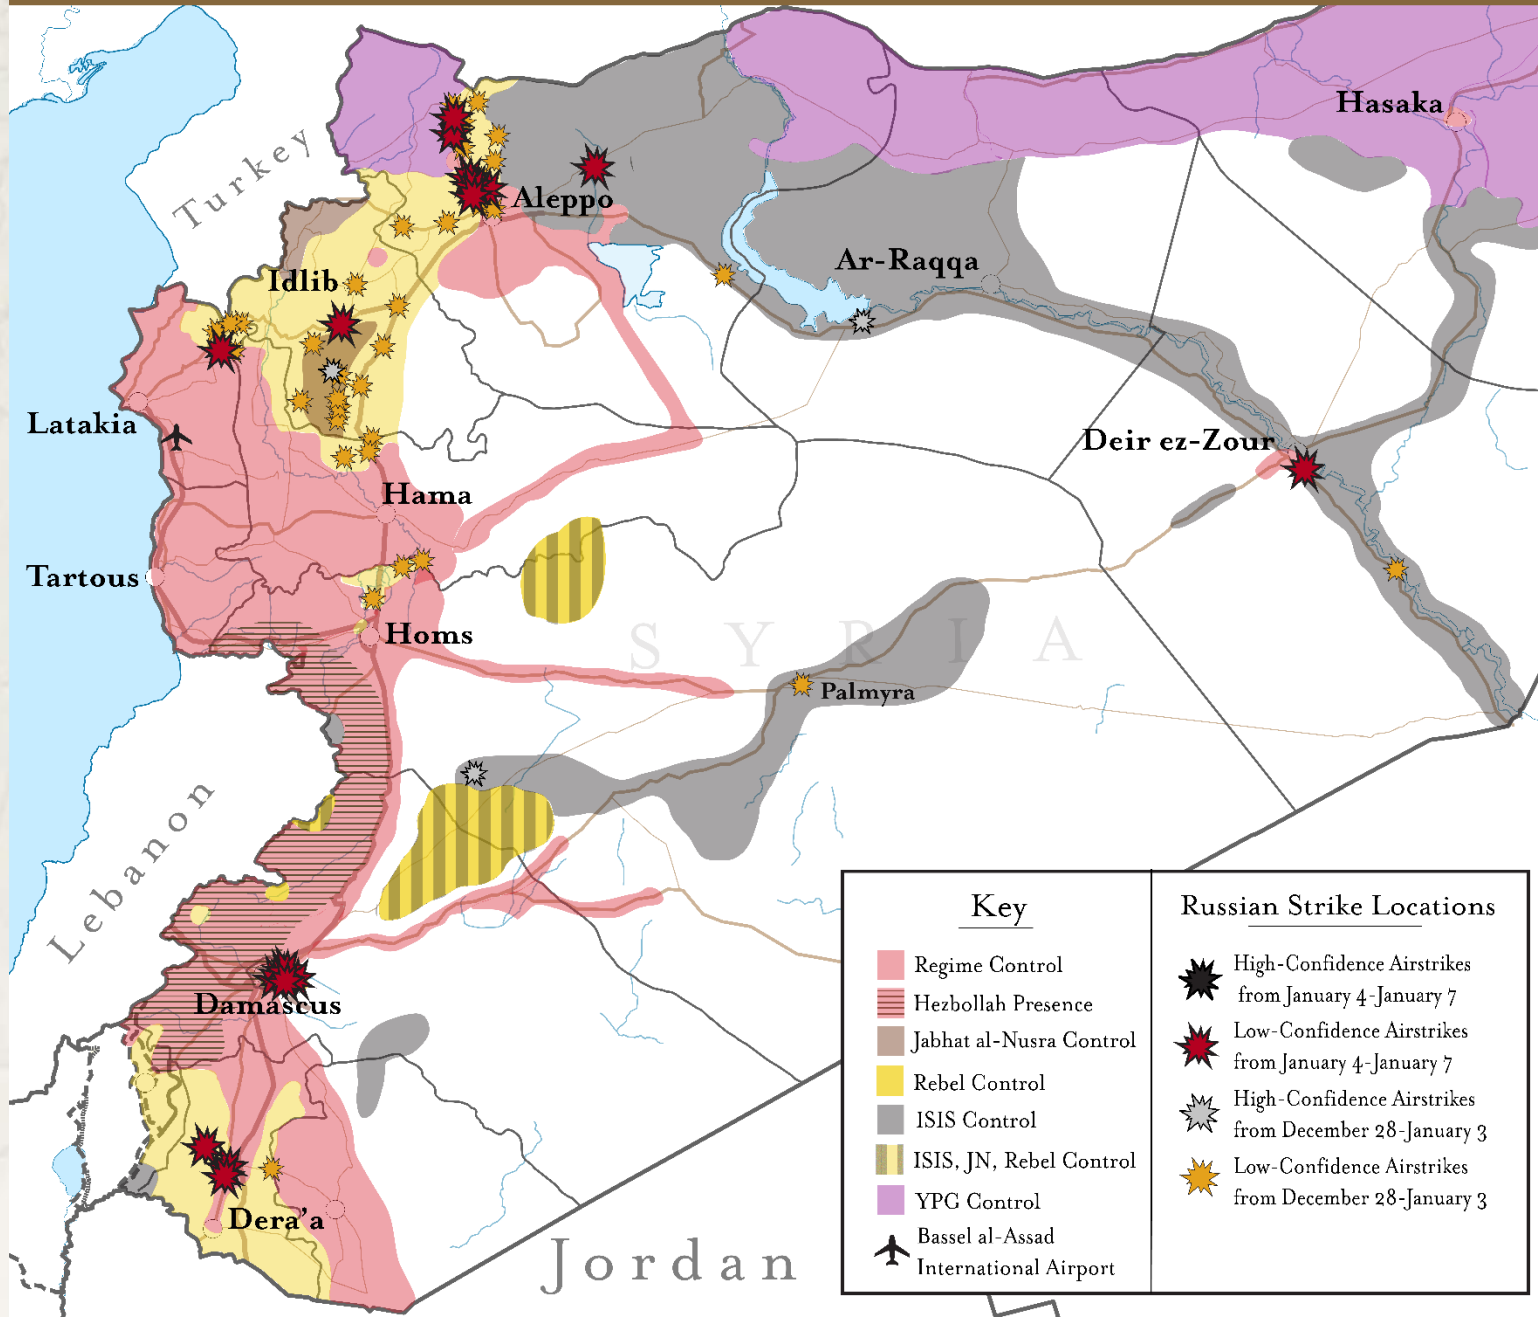 Turkey
Hasaka
Aleppo
Ar-Raqqa
Idlib
Latakia
Deir ez-Zour
Hama
Tartous
Homs
SYRIA
Palmyra
Lebanon
Damascus
Dera'a
Jordan
Key
Regime Control
Hezbollah Presence
Jabhat al-Nusra Control
Rebel Control
ISIS Control
ISIS, JN, Rebel Control
YPG Control
Bassel al-Assad
International Airport
Russian Strike Locations
High-Confidence Airstrikes
from January 4-January 7
Low-Confidence Airstrikes
from January 4-January 7
High-Confidence Airstrikes
from December 28-January 3
Low-Confidence Airstrikes
from December 28-January 3